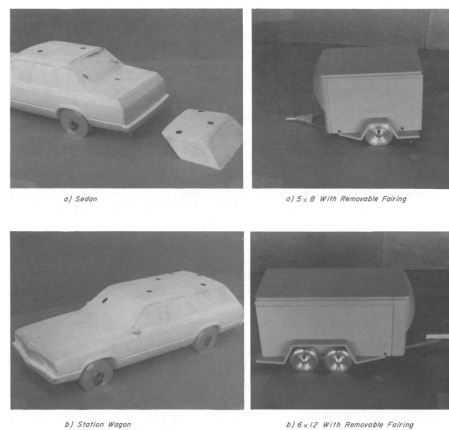 a) Sedan
a) 5 x 8 With Removable Fairing
b) Station Wagon
b) 6 x 12 With Removable Fairing